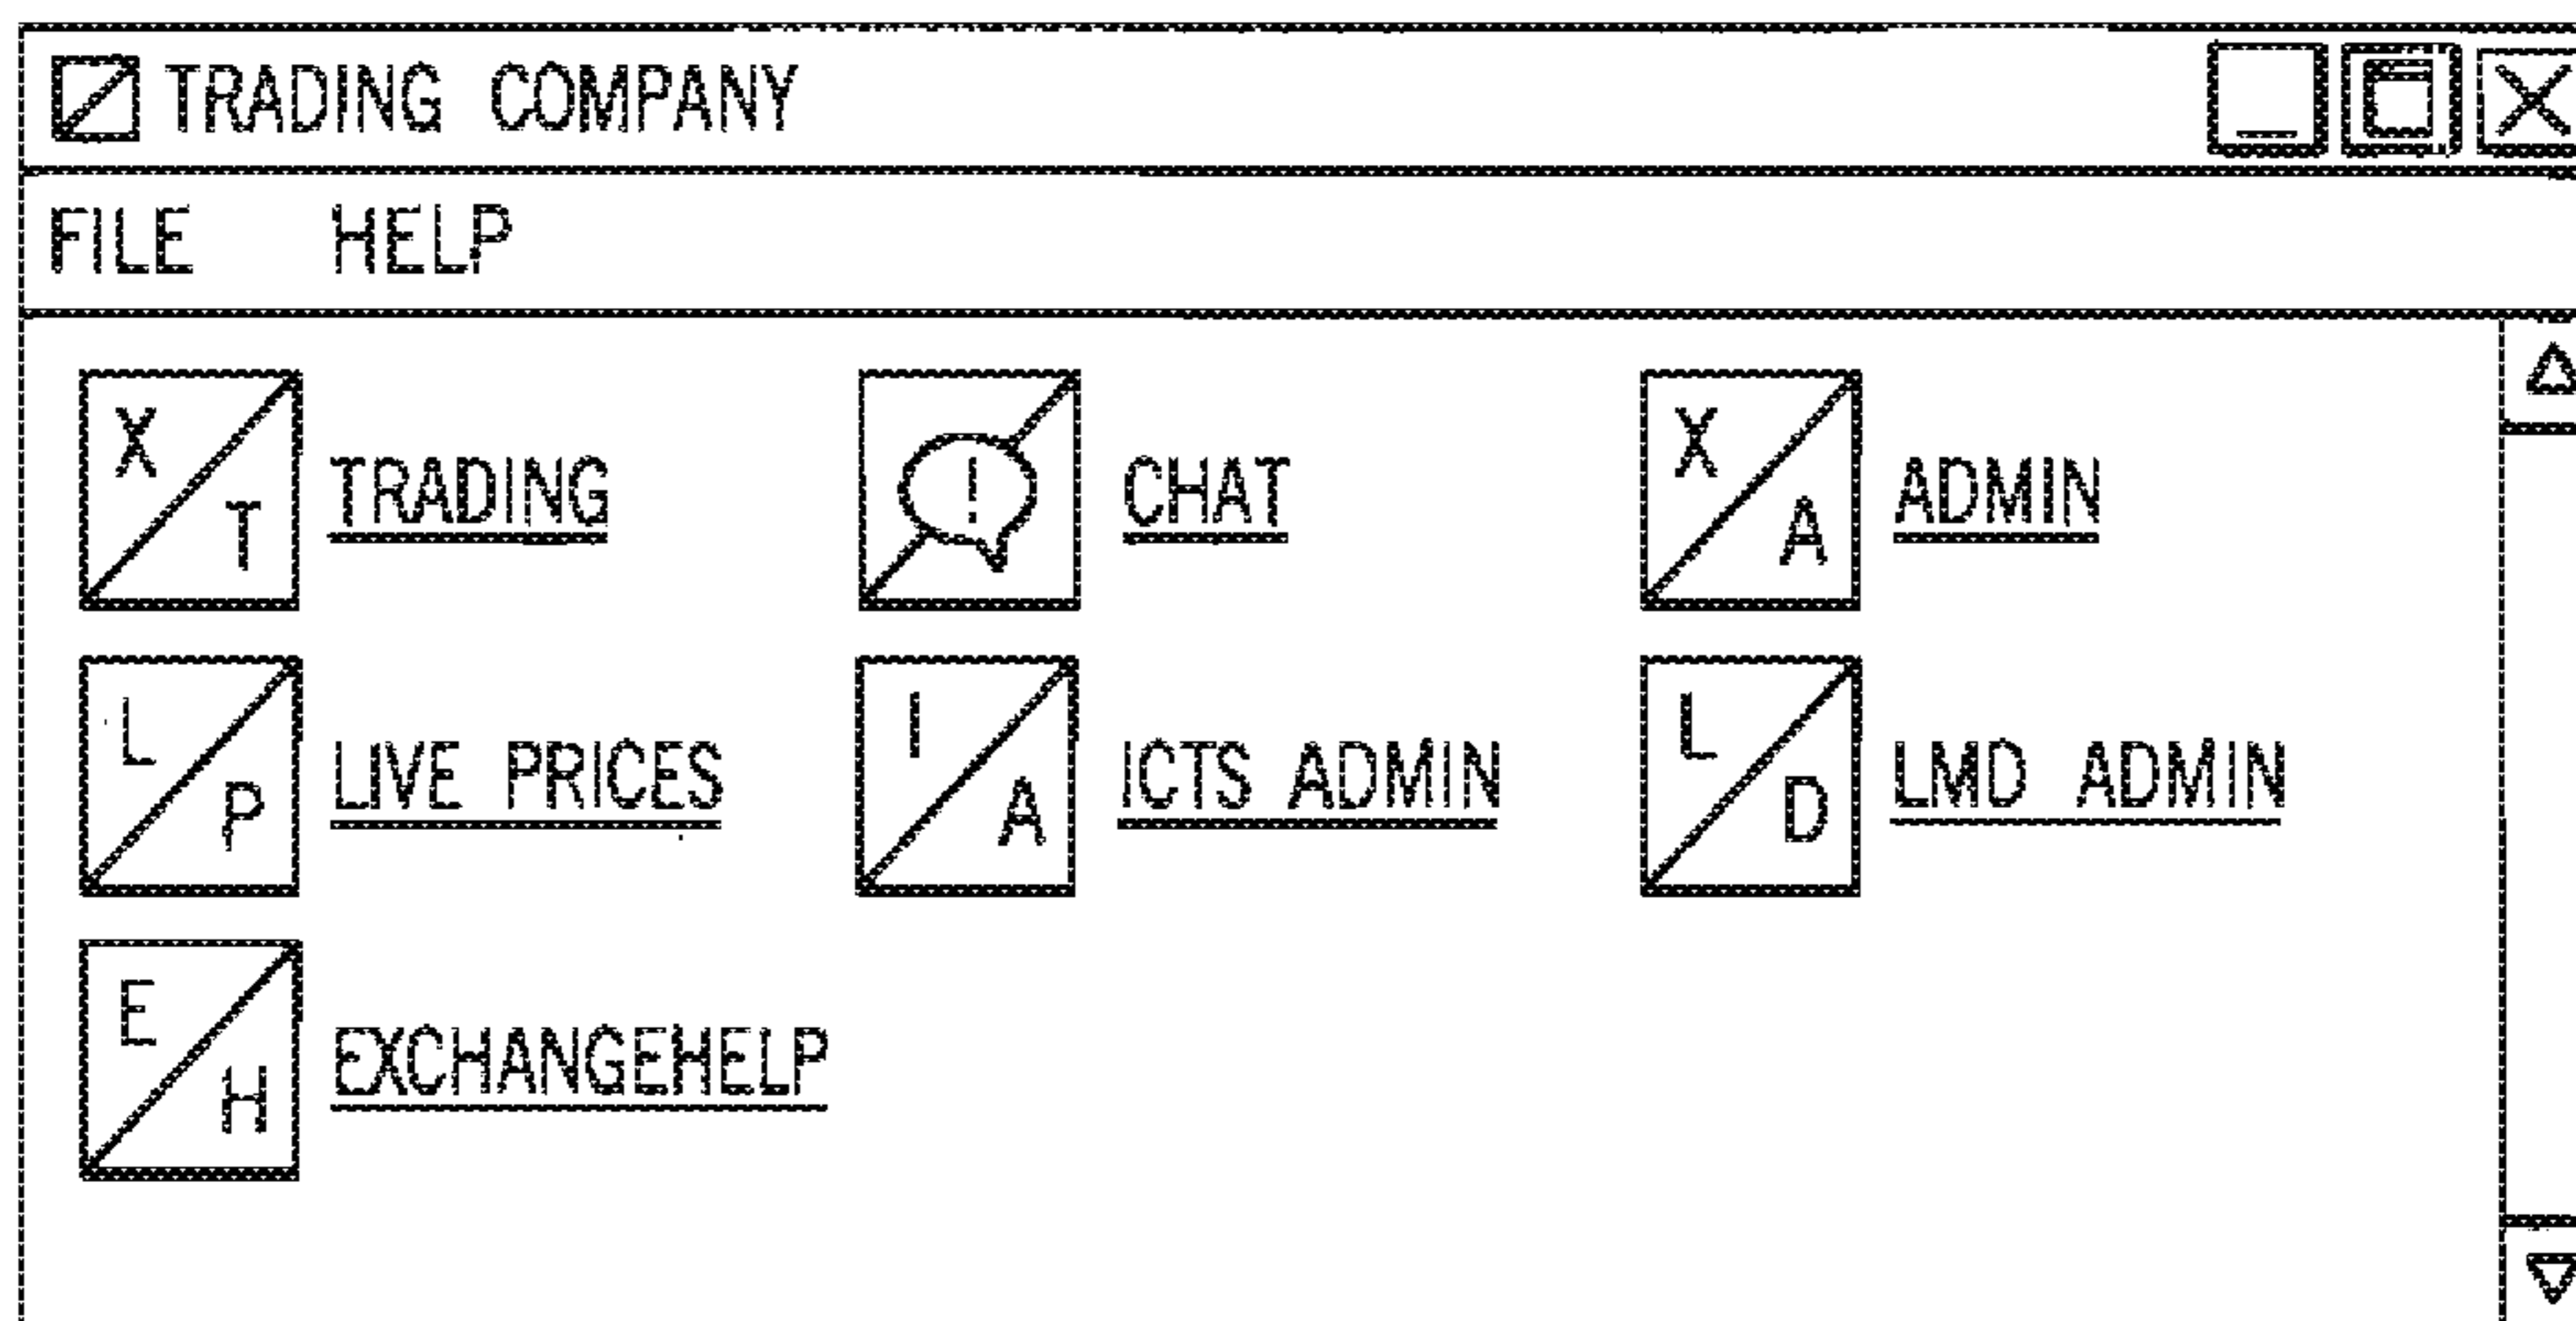 TRADING COMPANY
FILE HELP
X T TRADING ! CHAT X A ADMIN
L P LIVE PRICES I A ICTS ADMIN L D LMD ADMIN
E H EXCHANGEHELP